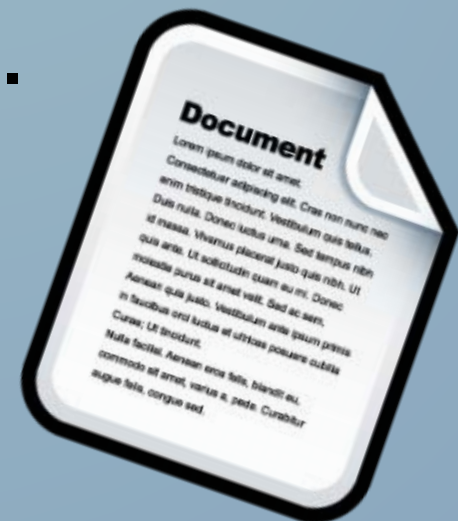 Document
Lorem ipsum dolor sit amet.
Consectetuer adipiscing elit. Cras non nunc nec
enim tristique tincidunt. Vestibulum quis tellus.
Duis nulla. Donec luctus urna. Sed tempus nibh
id massa. Vivamus placerat justo quis nibh. Ut
quis ante. Ut sollicitudin quam eu mi. Donec
molestie purus sit amet velit. Sed ac sem.
Aenean quis justo. Vestibulum ante ipsum primis
in faucibus orci luctus et ultrices posuere cubilia
Curae; Ut tincidunt.
Nulla facilisi. Aenean eros felis, blandit eu,
commodo sit amet, varius a, pede. Curabitur
augue felis, congue sed.